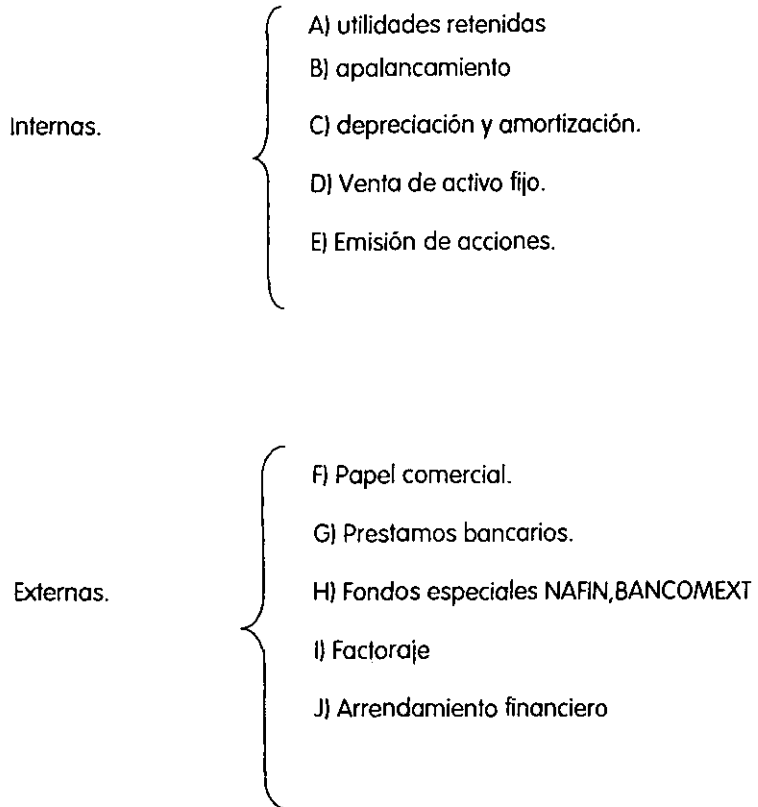 A) utilidades retenidas
B) apalancamiento
Internas.
C) depreciación y amortización.
D) Venta de activo fijo.
E) Emisión de acciones.
F) Papel comercial.
G) Prestamos bancarios.
Externas.
H) Fondos especiales NAFIN,BANCOMEXT
I) Factoraje
J) Arrendamiento financiero